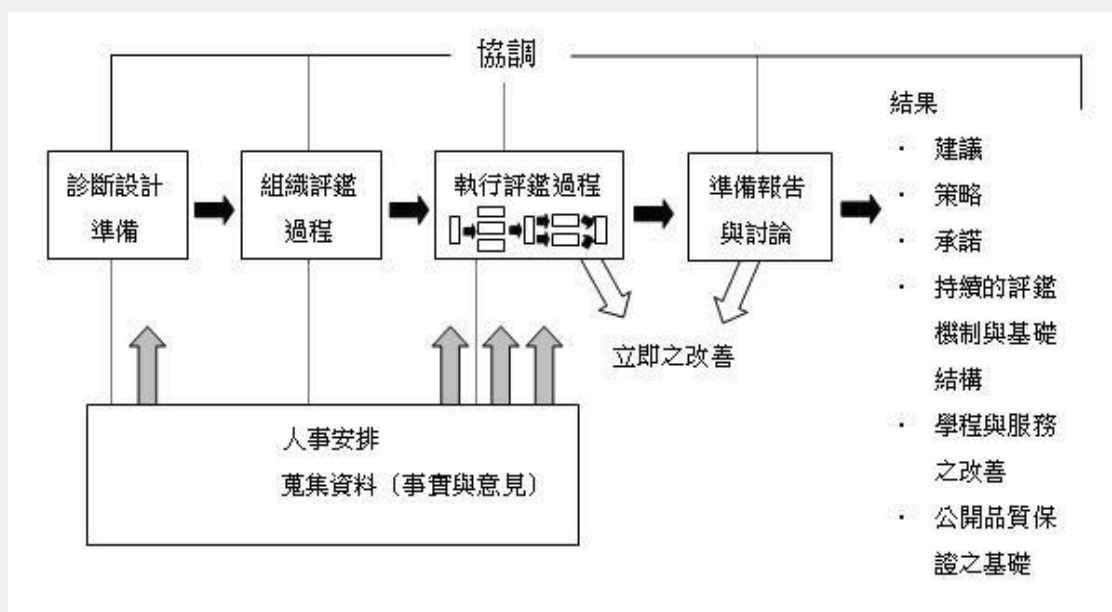 協調
診斷設計
準備
組織評鑑
過程
執行評鑑過程
準備報告
與討論
立即之改善
人事安排
蒐集資料（事實與意見）
結果
· 建議
· 策略
· 承諾
· 持續的評鑑
機制與基礎
結構
· 學程與服務
之改善
· 公開品質保
證之基礎